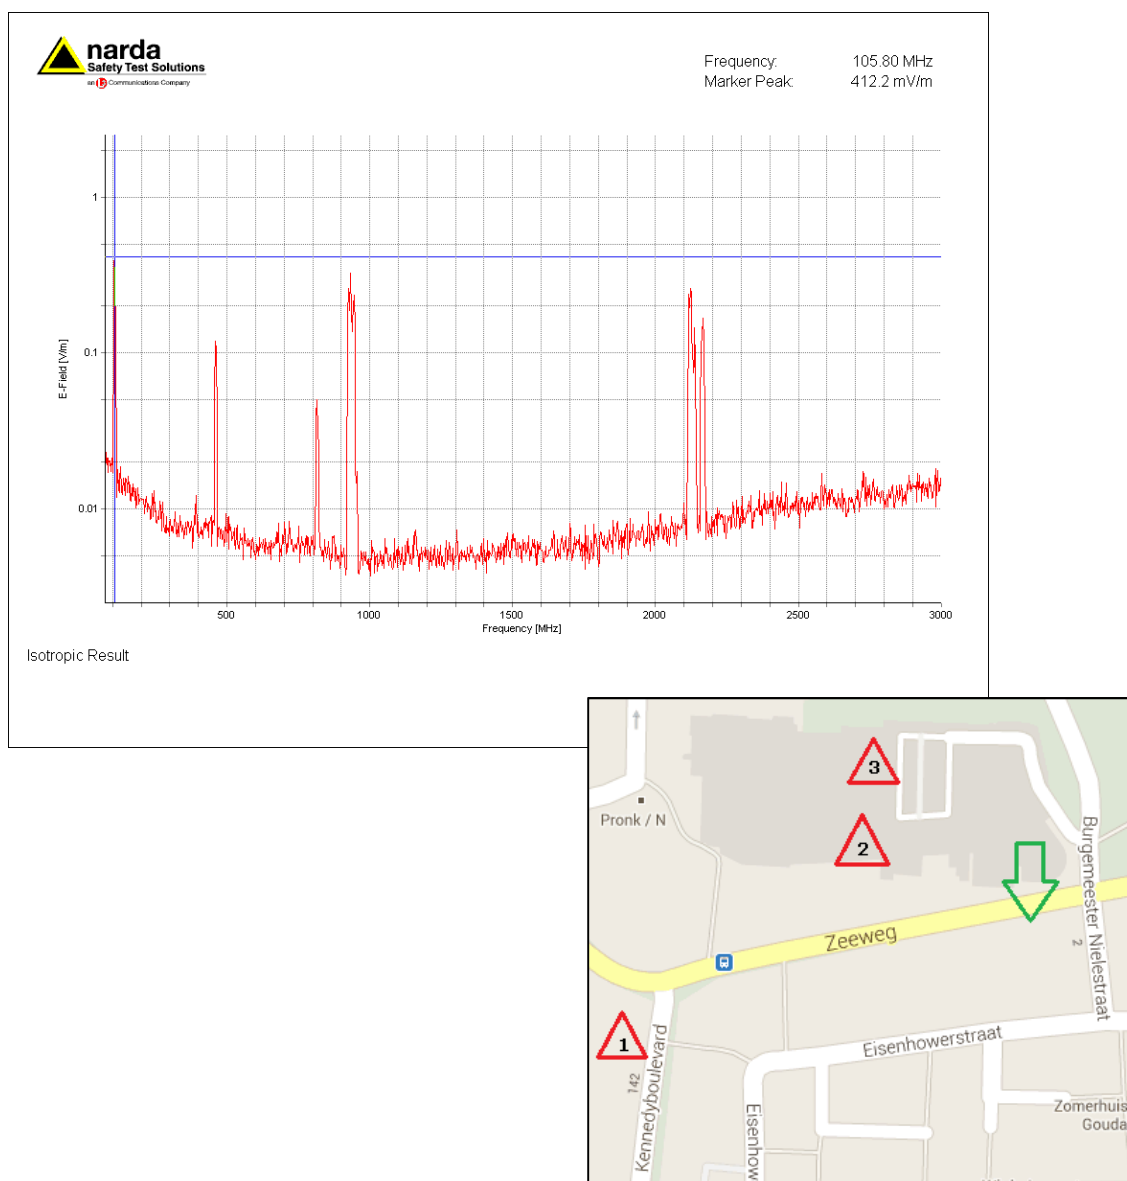 narda
Safety Test Solutions
an L3 Communications Company
Frequency: 105.80 MHz
Marker Peak: 412.2 mV/m
1
0.1
0.01
E-Field [V/m]
500 1000 1500 2000 2500 3000
Frequency [MHz]
Isotropic Result
3
Pronk / N
2
Burgemeester Nielestraat
Zeeweg
2
1
Eisenhowerstraat
142
Kennedyboulevard
Eisenhow
Zomerhuis
Gouda